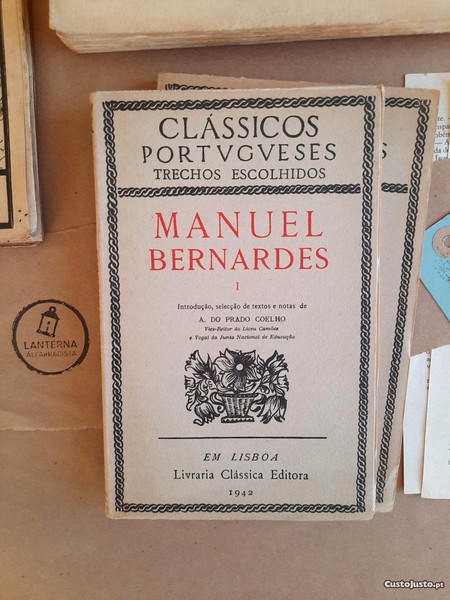 CLÁSSICOS
PORTVGVESES
TRECHOS ESCOLHIDOS
MANUEL
BERNARDES
I
Introdução, selecção de textos e notas de
A. DO PRADO COELHO
Vice-Reitor do Liceu Camões
e Vogal da Junta Nacional de Educação
EM LISBOA
Livraria Clássica Editora
1942
S
LANTERNA
ALFARRABISTA
CustoJusto.pt